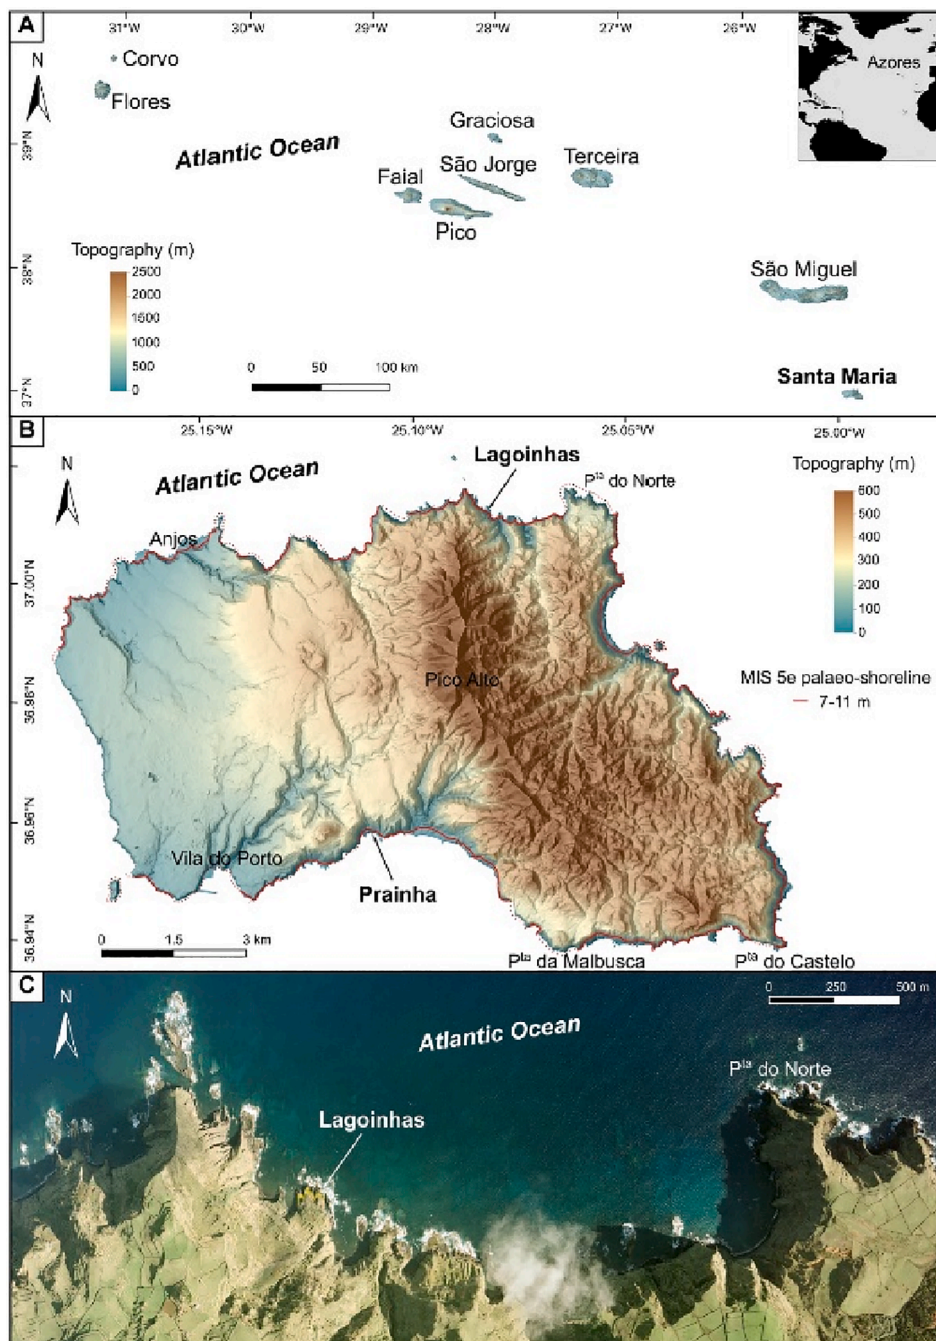 A
31°W 30°W 29°W 28°W 27°W 26°W
N
Corvo
Flores
Azores
Graciosa
39°N
Atlantic Ocean
São Jorge
Terceira
Faial
Pico
Topography (m)
38°N
São Miguel
2500
2000
1500
1000
500
0
0 50 100 km
37°N
Santa Maria
B
25.15°W 25.10°W 25.05°W 25.00°W
N
Atlantic Ocean
Lagoinhas
Pta do Norte
Topography (m)
600
500
400
300
200
100
0
Anjos
37.00°N
Pico Alto
MIS 5e palaeo-shoreline
7-11 m
36.98°N
36.96°N
Vila do Porto
Prainha
36.94°N
0 1.5 3 km
Pta da Malbusca
Pta do Castelo
C
N
0 250 500 m
Atlantic Ocean
Pta do Norte
Lagoinhas